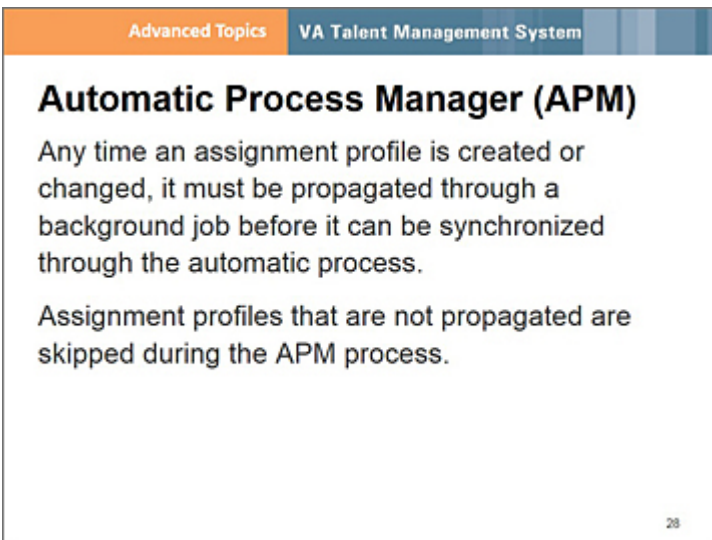 Advanced Topics VA Talent Management System
Automatic Process Manager (APM)
Any time an assignment profile is created or
changed, it must be propagated through a
background job before it can be synchronized
through the automatic process.
Assignment profiles that are not propagated are
skipped during the APM process.
28